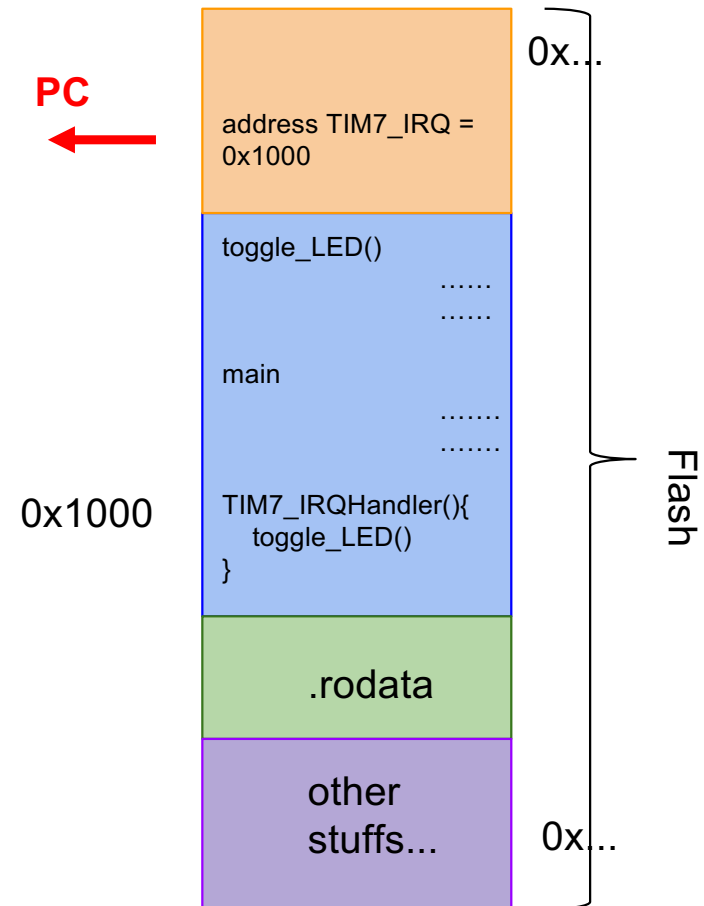 0x...
PC
address TIM7_IRQ =
0x1000
toggle_LED()
……
……
main
…….
…….
0x1000
TIM7_IRQHandler(){
toggle_LED()
}
Flash
.rodata
other
stuffs...
0x...